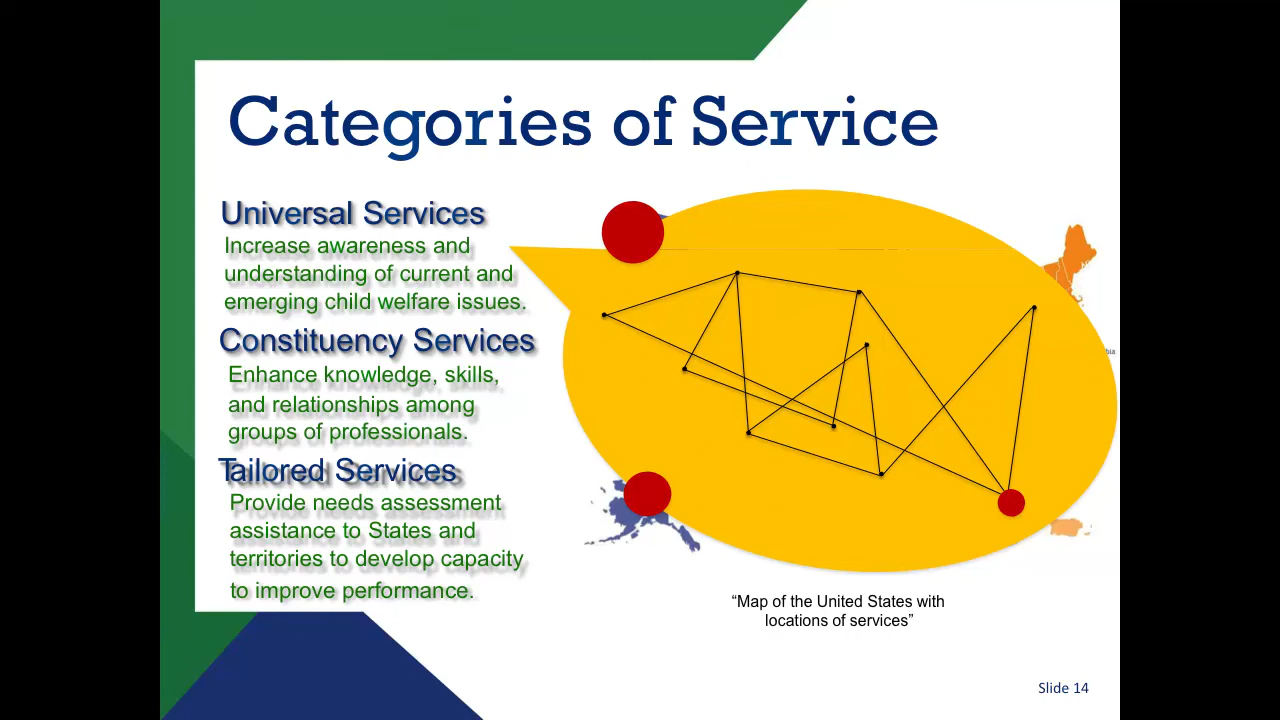 Categories of Service
Universal Services
Increase awareness and
understanding of current and
emerging child welfare issues.
Constituency Services
Enhance knowledge, skills,
and relationships among
groups of professionals.
Tailored Services
Provide needs assessment
assistance to States and
territories to develop capacity
to improve performance.
“Map of the United States with
locations of services”
Slide 14